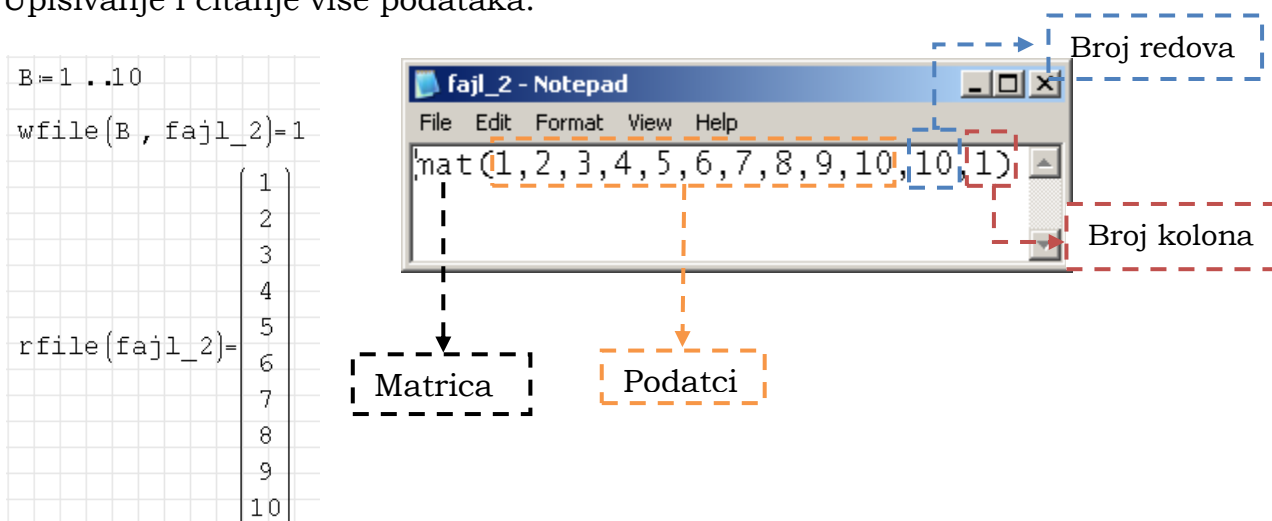 Upisivanje i čitanje više podataka:
B:=1 ..10
wfile(B , fajl_2)=1
rfile(fajl_2)=
1
2
3
4
5
6
7
8
9
10
fajl_2 - Notepad
File Edit Format View Help
mat(1,2,3,4,5,6,7,8,9,10,10,1)
Broj redova
Broj kolona
Matrica
Podatci